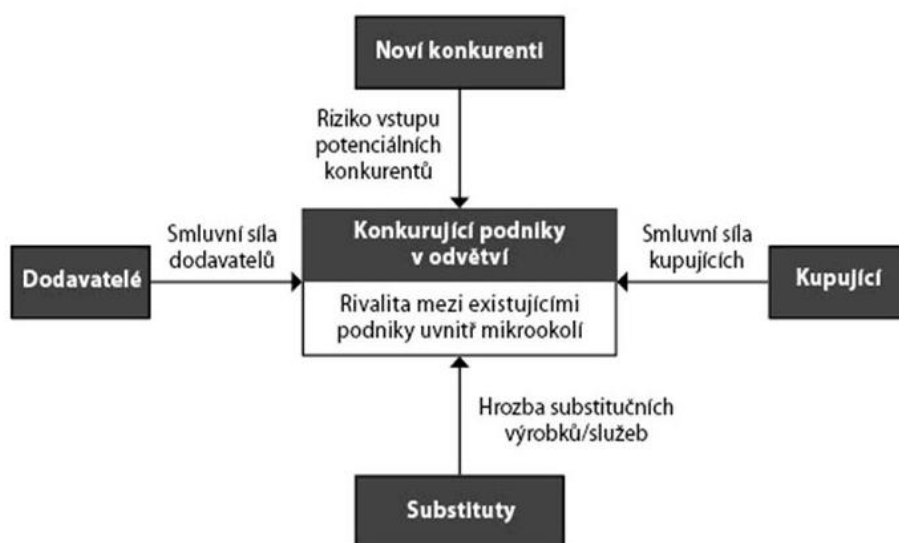 Noví konkurenti
Riziko vstupu
potenciálních
konkurentů
Smluvní síla
dodavatelů
Dodavatelé
Konkurující podniky
v odvětví
Rivalita mezi existujícími
podniky uvnitř mikrookolí
Smluvní síla
kupujících
Kupující
Hrozba substitučních
výrobků/služeb
Substituty